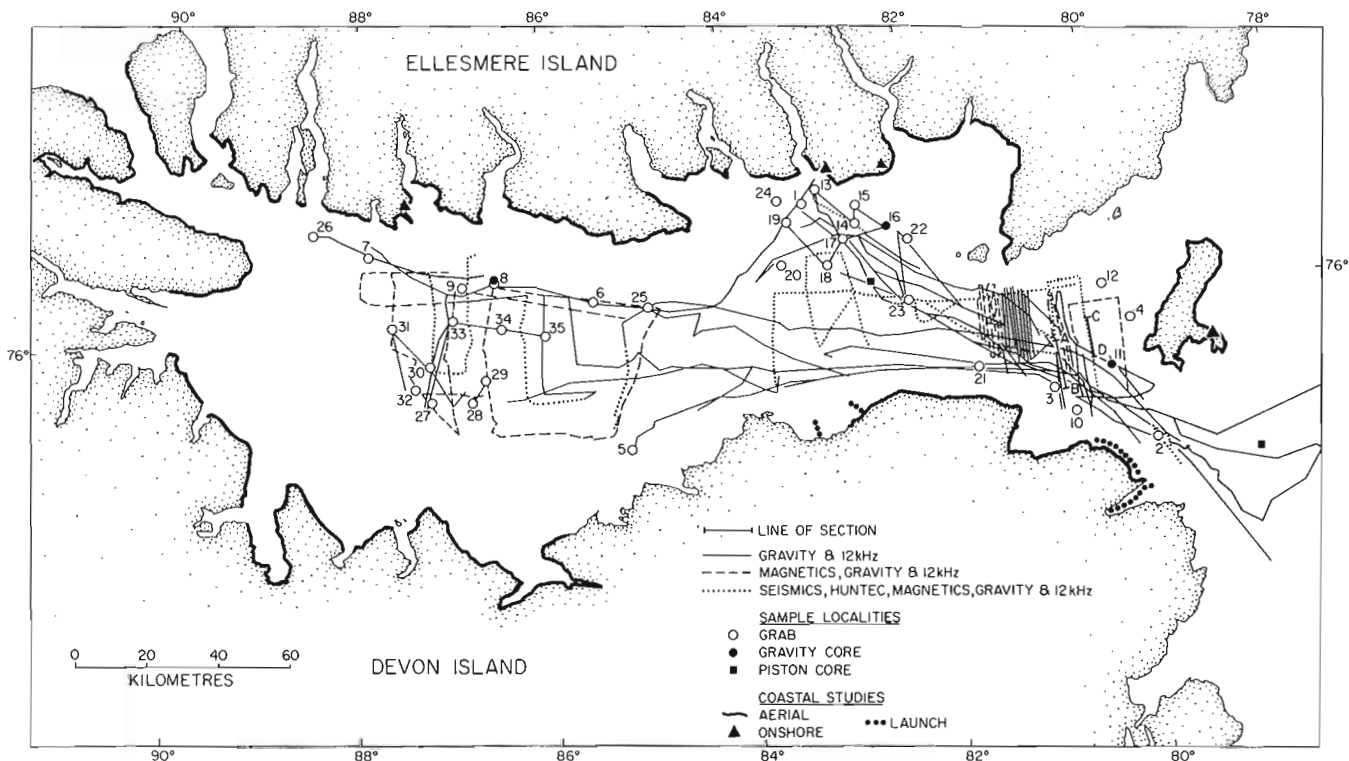 90° 88° 86° 84° 82° 80° 78°
ELLESMERE ISLAND
13
24 1 15
19 14 16
26 17 22
7
76°
20 18
8 12
9
6 25 23 4
C
31 33 34 35 A
76°
D 11
30 21
29 3 B
32
27 28 10
2
5
LINE OF SECTION
GRAVITY & 12kHz
MAGNETICS, GRAVITY & 12kHz
SEISMICS, HUNTEC, MAGNETICS, GRAVITY & 12kHz
SAMPLE LOCALITIES
GRAB
GRAVITY CORE
PISTON CORE
COASTAL STUDIES
AERIAL
LAUNCH
ONSHORE
0 20 40 60
KILOMETRES
DEVON ISLAND
90° 88° 86° 84° 82° 80°